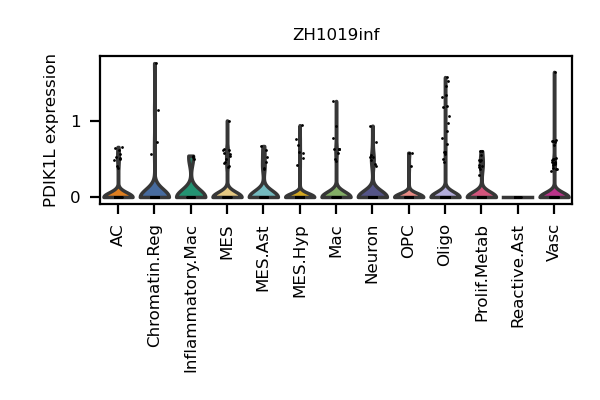 ZH1019inf
PDIK1L expression
1
0
AC
Chromatin.Reg
Inflammatory.Mac
MES
MES.Ast
MES.Hyp
Mac
Neuron
OPC
Oligo
Prolif.Metab
Reactive.Ast
Vasc